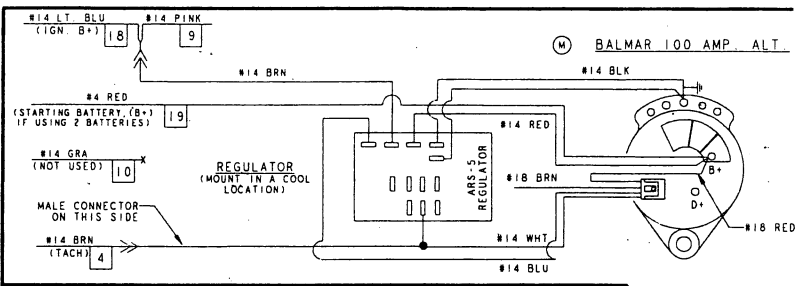 #14 LT. BLU #14 PINK
(IGN. B+) 18 9
M BALMAR 100 AMP. ALT.
#14 BRN
#14 BLK
#4 RED
(STARTING BATTERY, (B+)
IF USING 2 BATTERIES) 19
#14 RED
#14 GRA X
(NOT USED) 10
REGULATOR
(MOUNT IN A COOL
LOCATION)
ARS-5
REGULATOR
B+
#18 BRN
D+
MALE CONNECTOR
ON THIS SIDE
#18 RED
#14 BRN
(TACH) 4
#14 WHT
#14 BLU